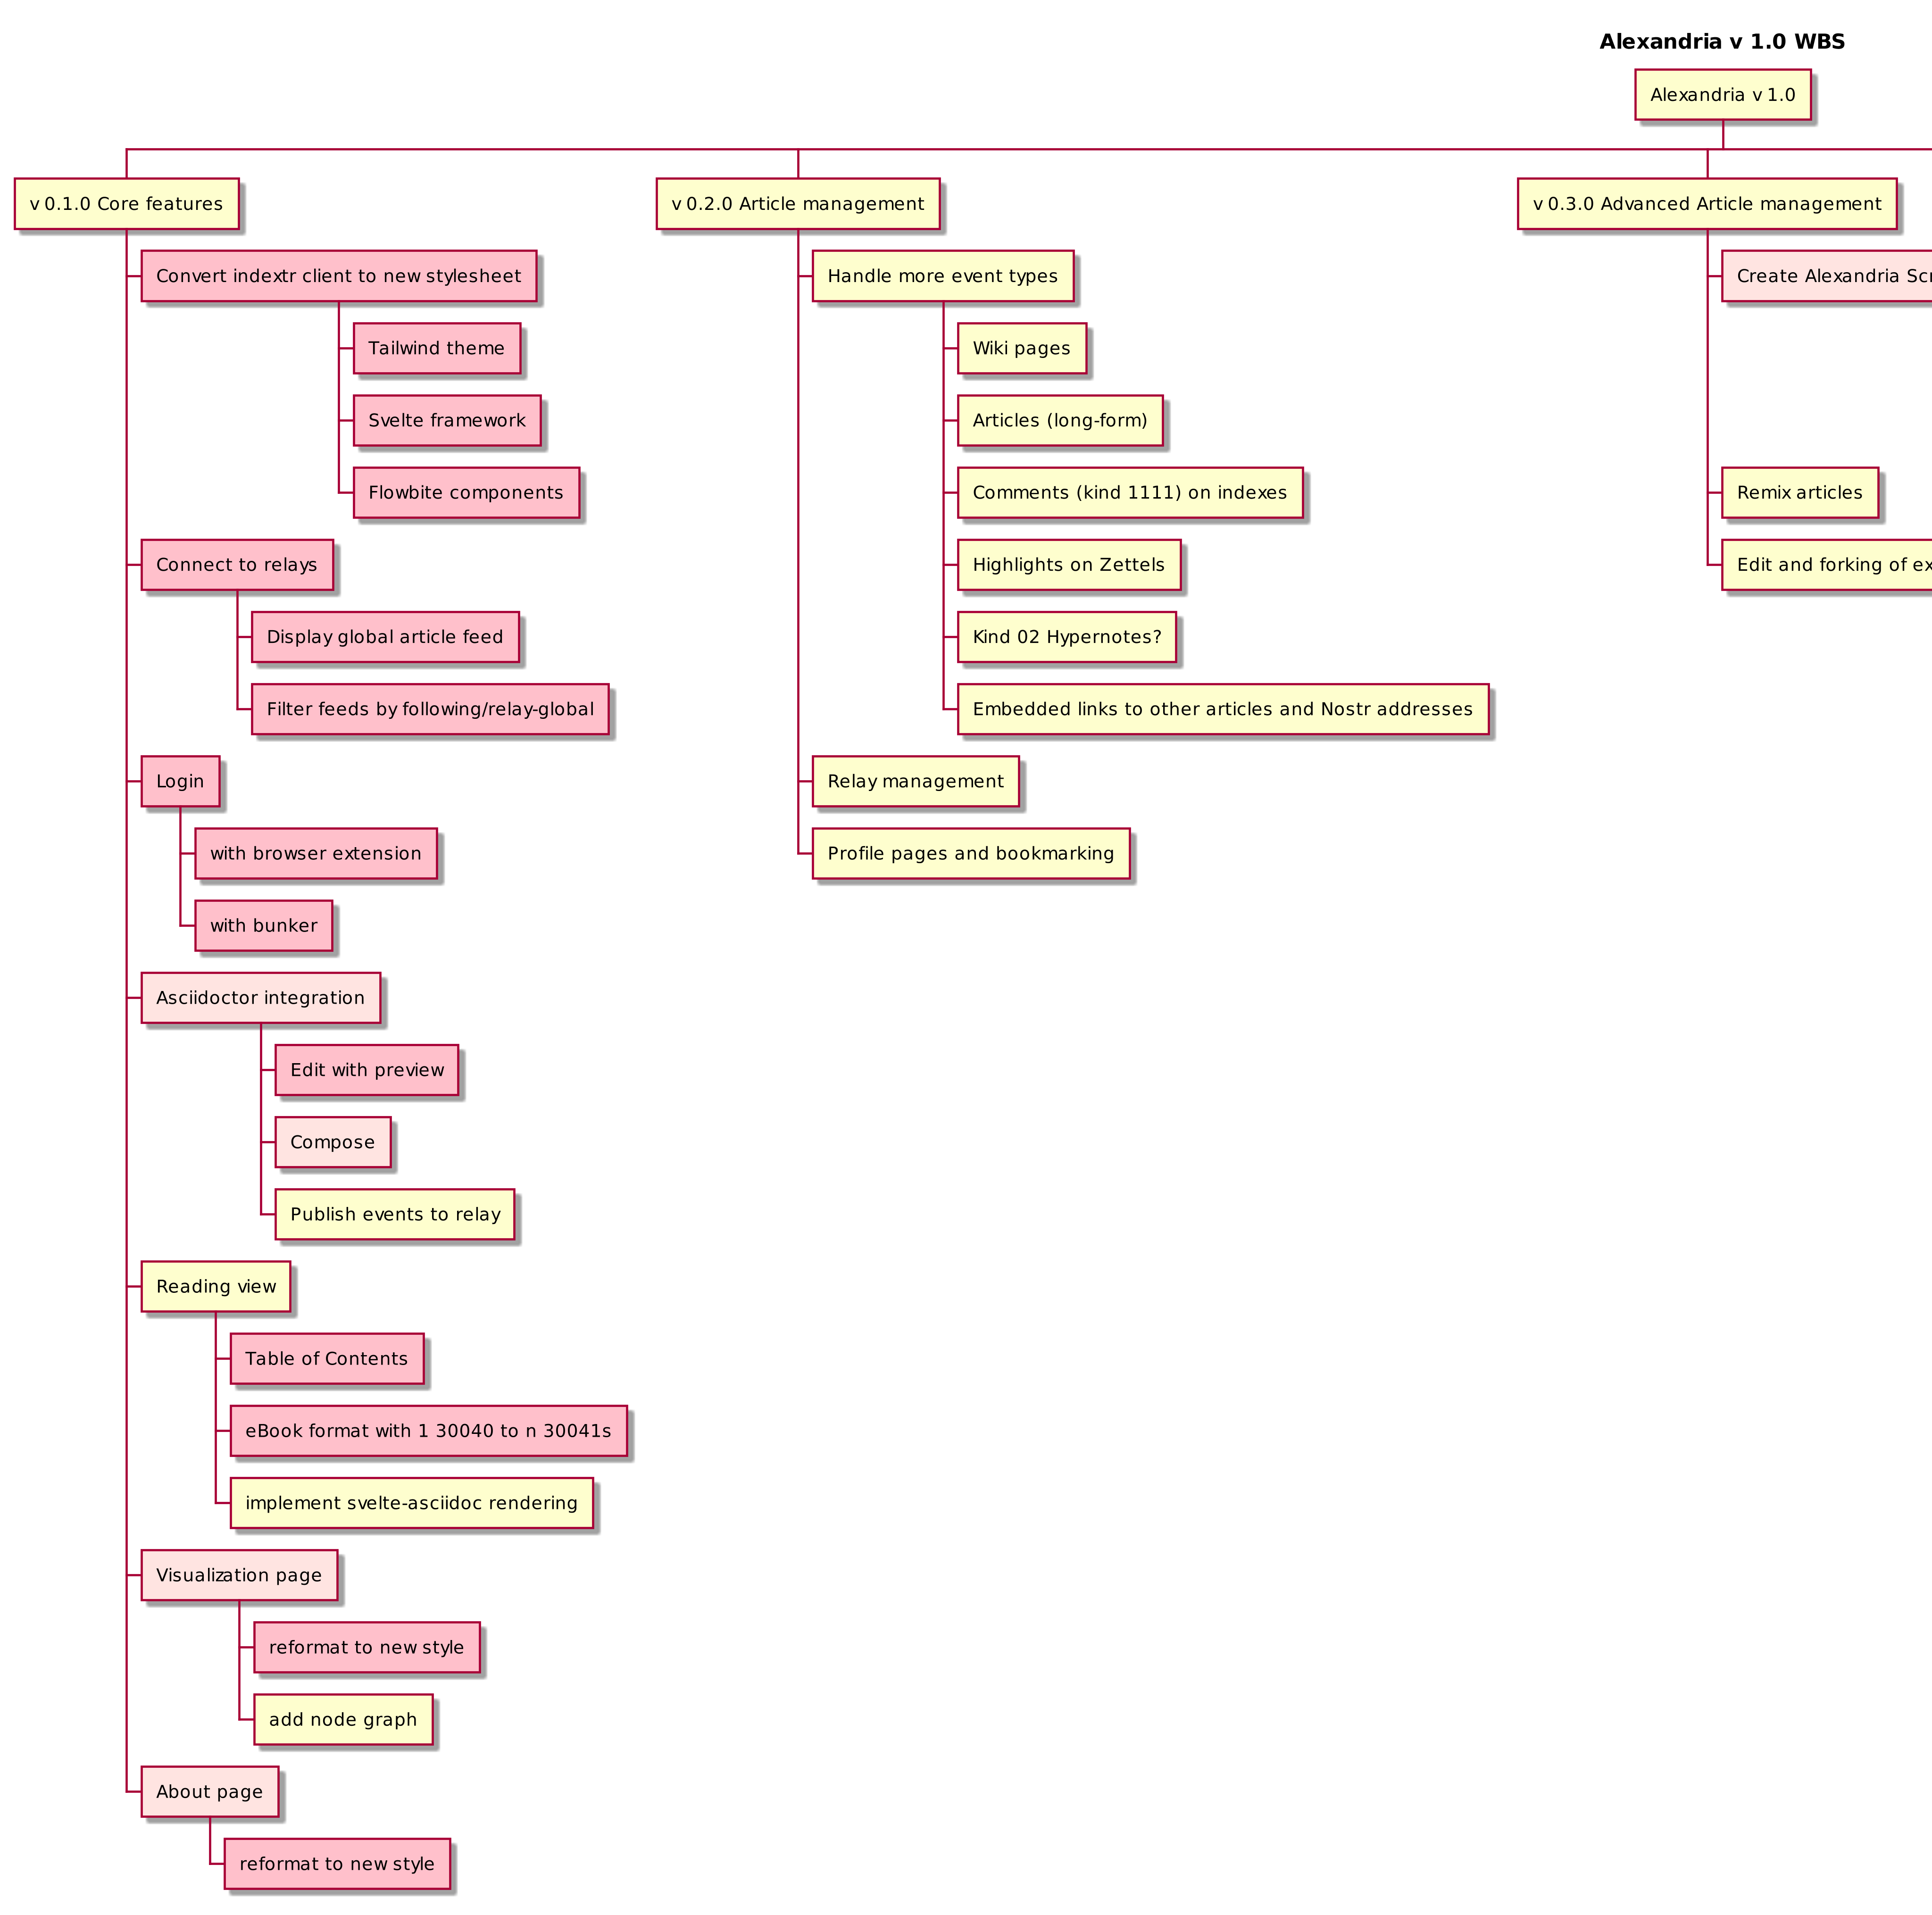 Alexandria v 1.0 WBS
Alexandria v 1.0
v 0.1.0 Core features
Convert indextr client to new stylesheet
Tailwind theme
Svelte framework
Flowbite components
Connect to relays
Display global article feed
Filter feeds by following/relay-global
Login
with browser extension
with bunker
Asciidoctor integration
Edit with preview
Compose
Publish events to relay
Reading view
Table of Contents
eBook format with 1 30040 to n 30041s
implement svelte-asciidoc rendering
Visualization page
reformat to new style
add node graph
About page
reformat to new style
v 0.2.0 Article management
Handle more event types
Wiki pages
Articles (long-form)
Comments (kind 1111) on indexes
Highlights on Zettels
Kind 02 Hypernotes?
Embedded links to other articles and Nostr addresses
Relay management
Profile pages and bookmarking
v 0.3.0 Advanced Article management
Create Alexandria
Remix articles
Edit and forking of